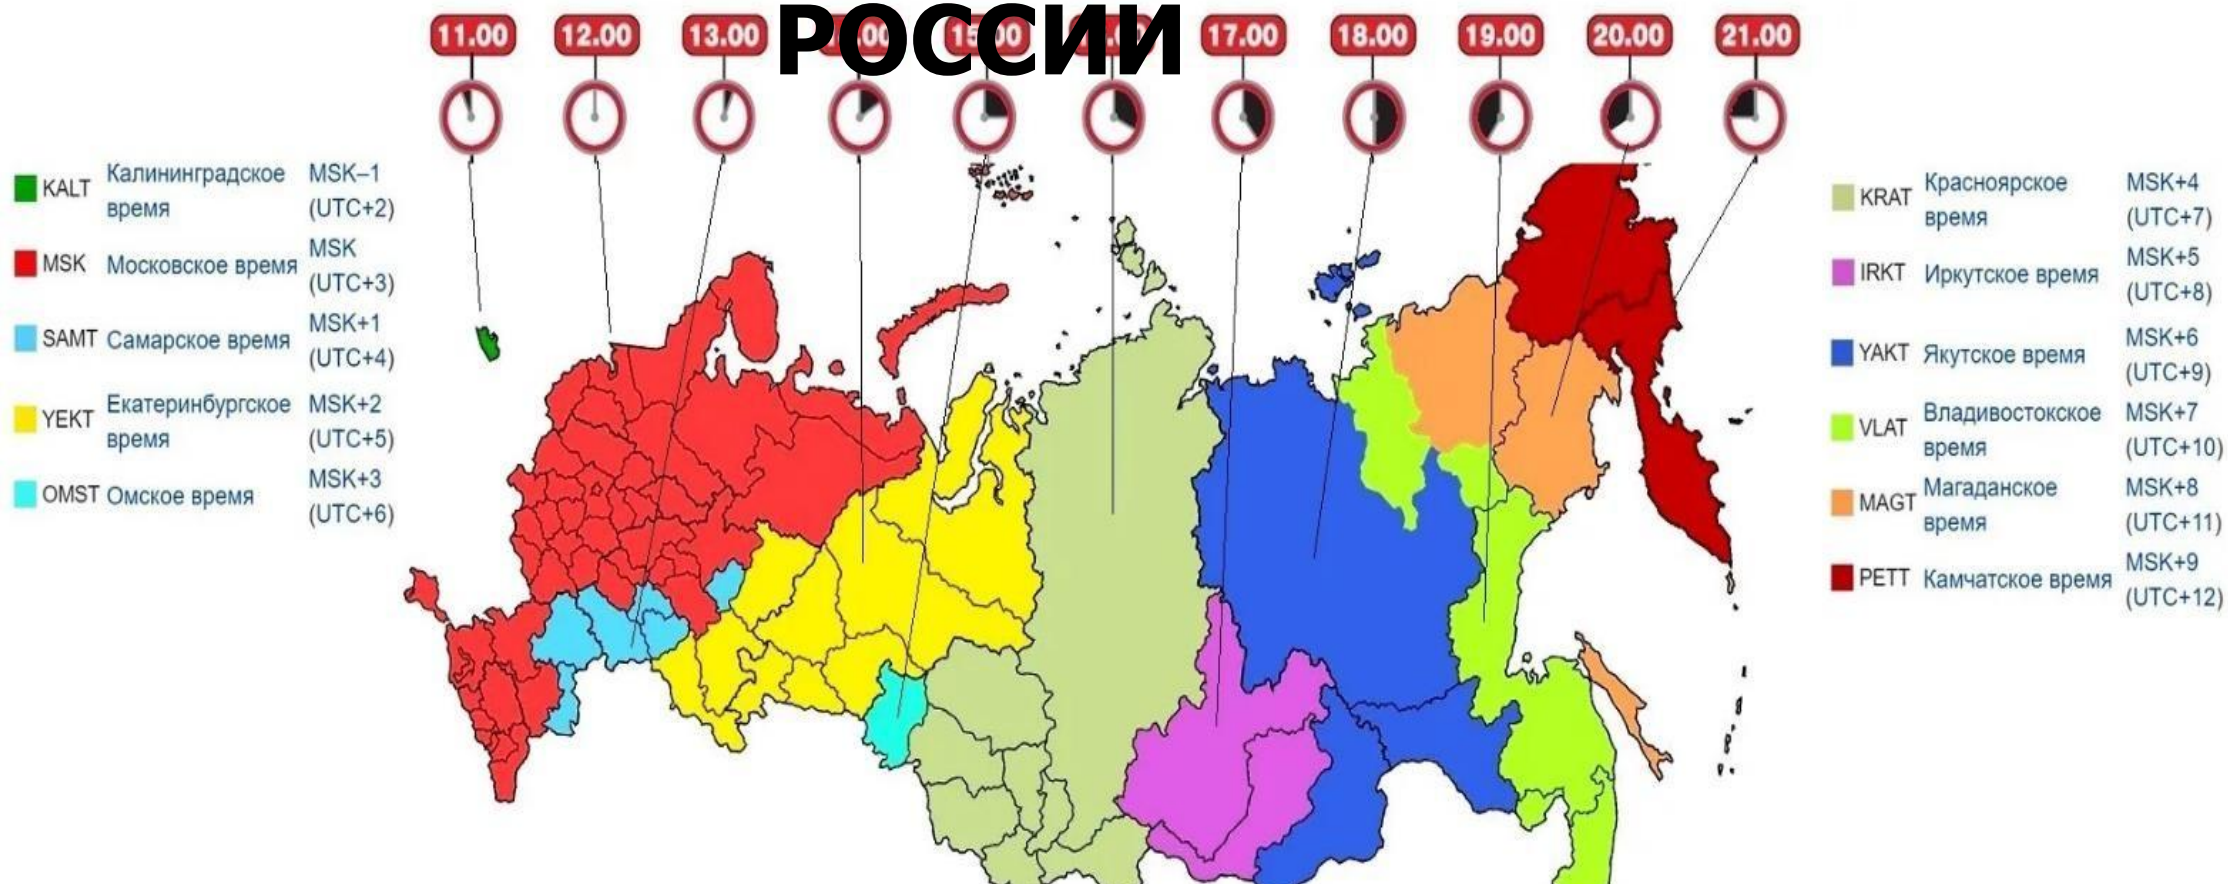 РОССИИ
11.00 12.00 13.00 17.00 18.00 19.00 20.00 21.00
KALT Калининградское время MSK–1 (UTC+2)
MSK Московское время MSK (UTC+3)
SAMT Самарское время MSK+1 (UTC+4)
YEKT Екатеринбургское время MSK+2 (UTC+5)
OMST Омское время MSK+3 (UTC+6)
KRAT Красноярское время MSK+4 (UTC+7)
IRKT Иркутское время MSK+5 (UTC+8)
YAKT Якутское время MSK+6 (UTC+9)
VLAT Владивостокское время MSK+7 (UTC+10)
MAGT Магаданское время MSK+8 (UTC+11)
PETT Камчатское время MSK+9 (UTC+12)